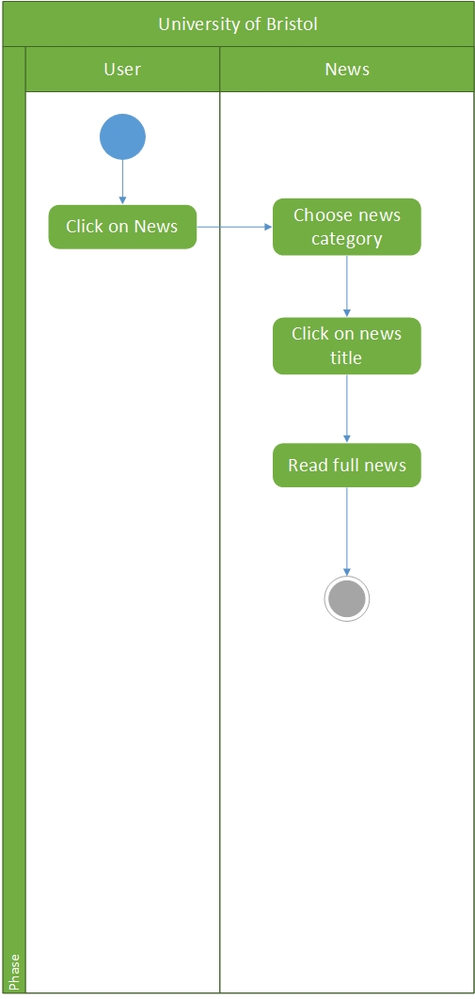 University of Bristol
User
News
Click on News
Choose news
category
Click on news
title
Read full news
Phase